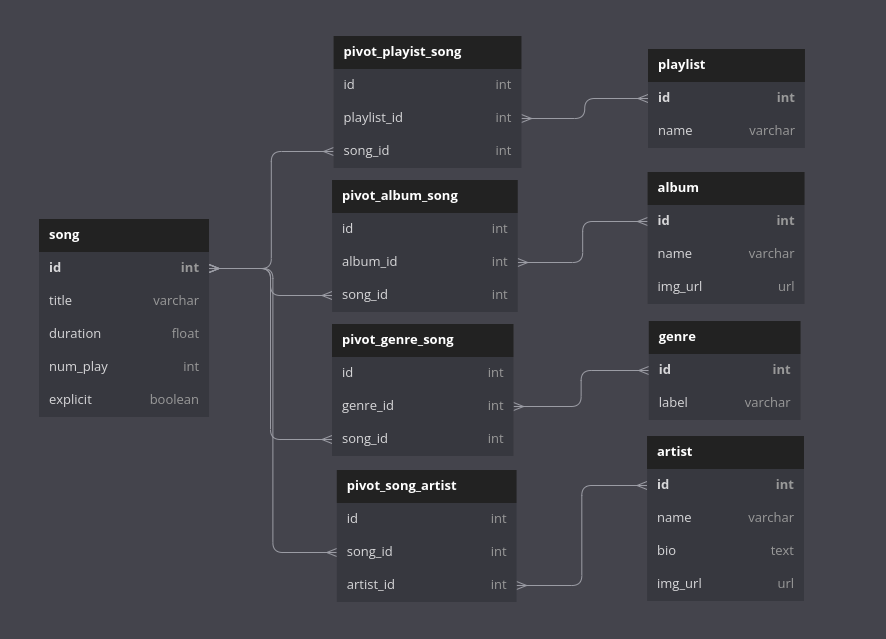 song
id int
title varchar
duration float
num_play int
explicit boolean
pivot_playist_song
id int
playlist_id int
song_id int
pivot_album_song
id int
album_id int
song_id int
pivot_genre_song
id int
genre_id int
song_id int
pivot_song_artist
id int
song_id int
artist_id int
playlist
id int
name varchar
album
id int
name varchar
img_url url
genre
id int
label varchar
artist
id int
name varchar
bio text
img_url url